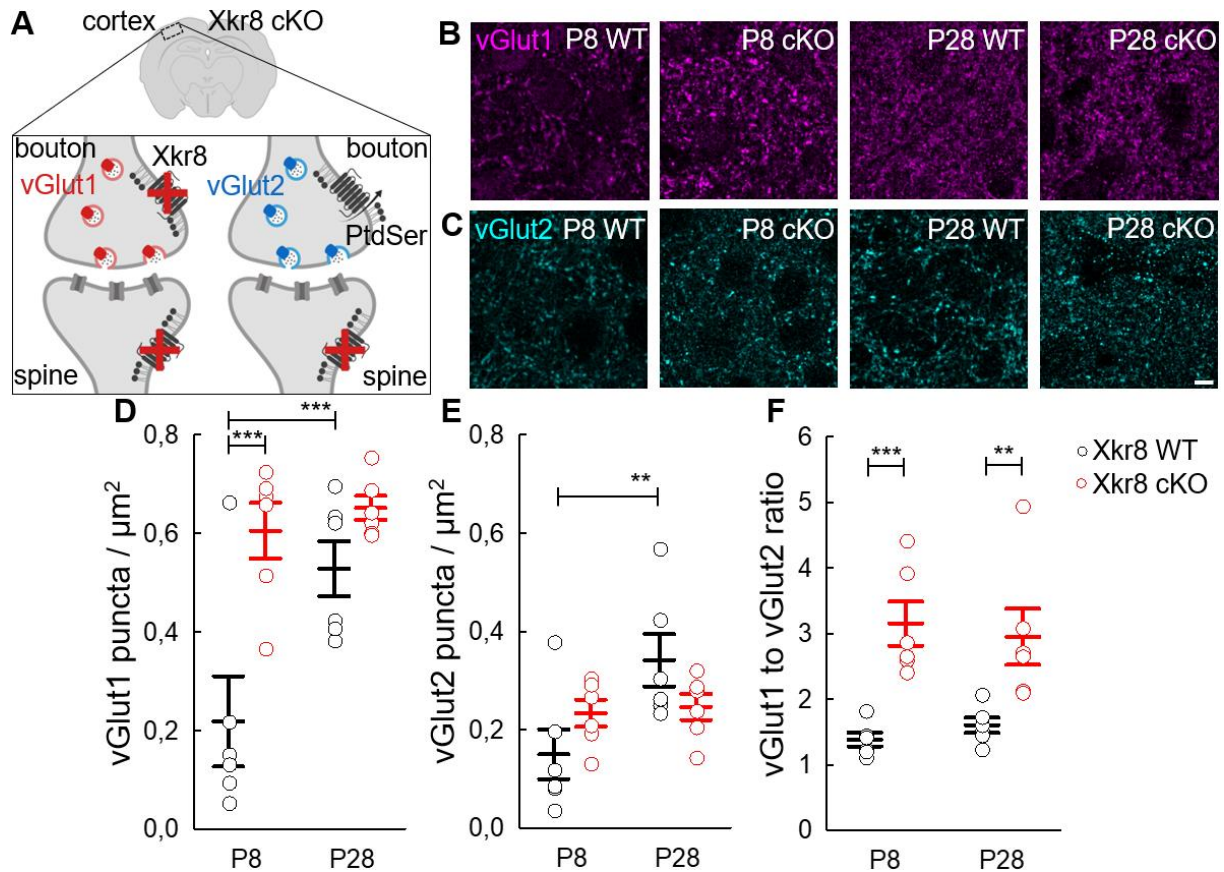 A
cortex Xkr8 cKO
bouton Xkr8 bouton
vGlut1 vGlut2
PtdSer
spine spine
B vGlut1 P8 WT P8 cKO P28 WT P28 cKO
C vGlut2 P8 WT P8 cKO P28 WT P28 cKO
D
vGlut1 puncta / µm²
0,8
0,6
0,4
0,2
0,0
***
***
P8 P28
E
vGlut2 puncta / µm²
0,8
0,6
0,4
0,2
0,0
**
P8 P28
F
vGlut1 to vGlut2 ratio
6
5
4
3
2
1
0
*** **
P8 P28
Xkr8 WT
Xkr8 cKO